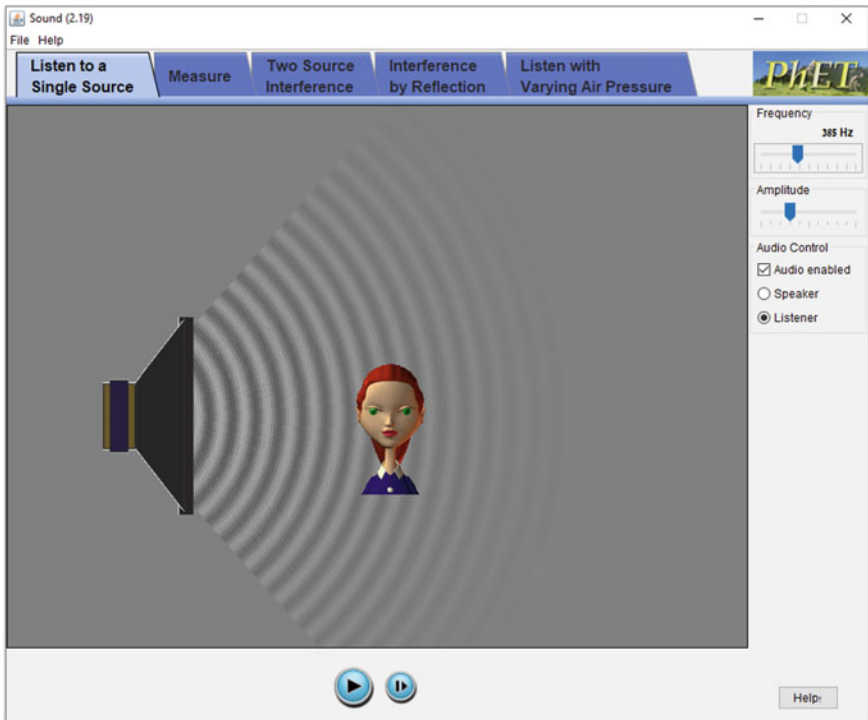 Sound (2.19)
File Help
Listen to a
Single Source
Measure
Two Source
Interference
Interference
by Reflection
Listen with
Varying Air Pressure
PhET
Frequency
385 Hz
Amplitude
Audio Control
Audio enabled
Speaker
Listener
Help!